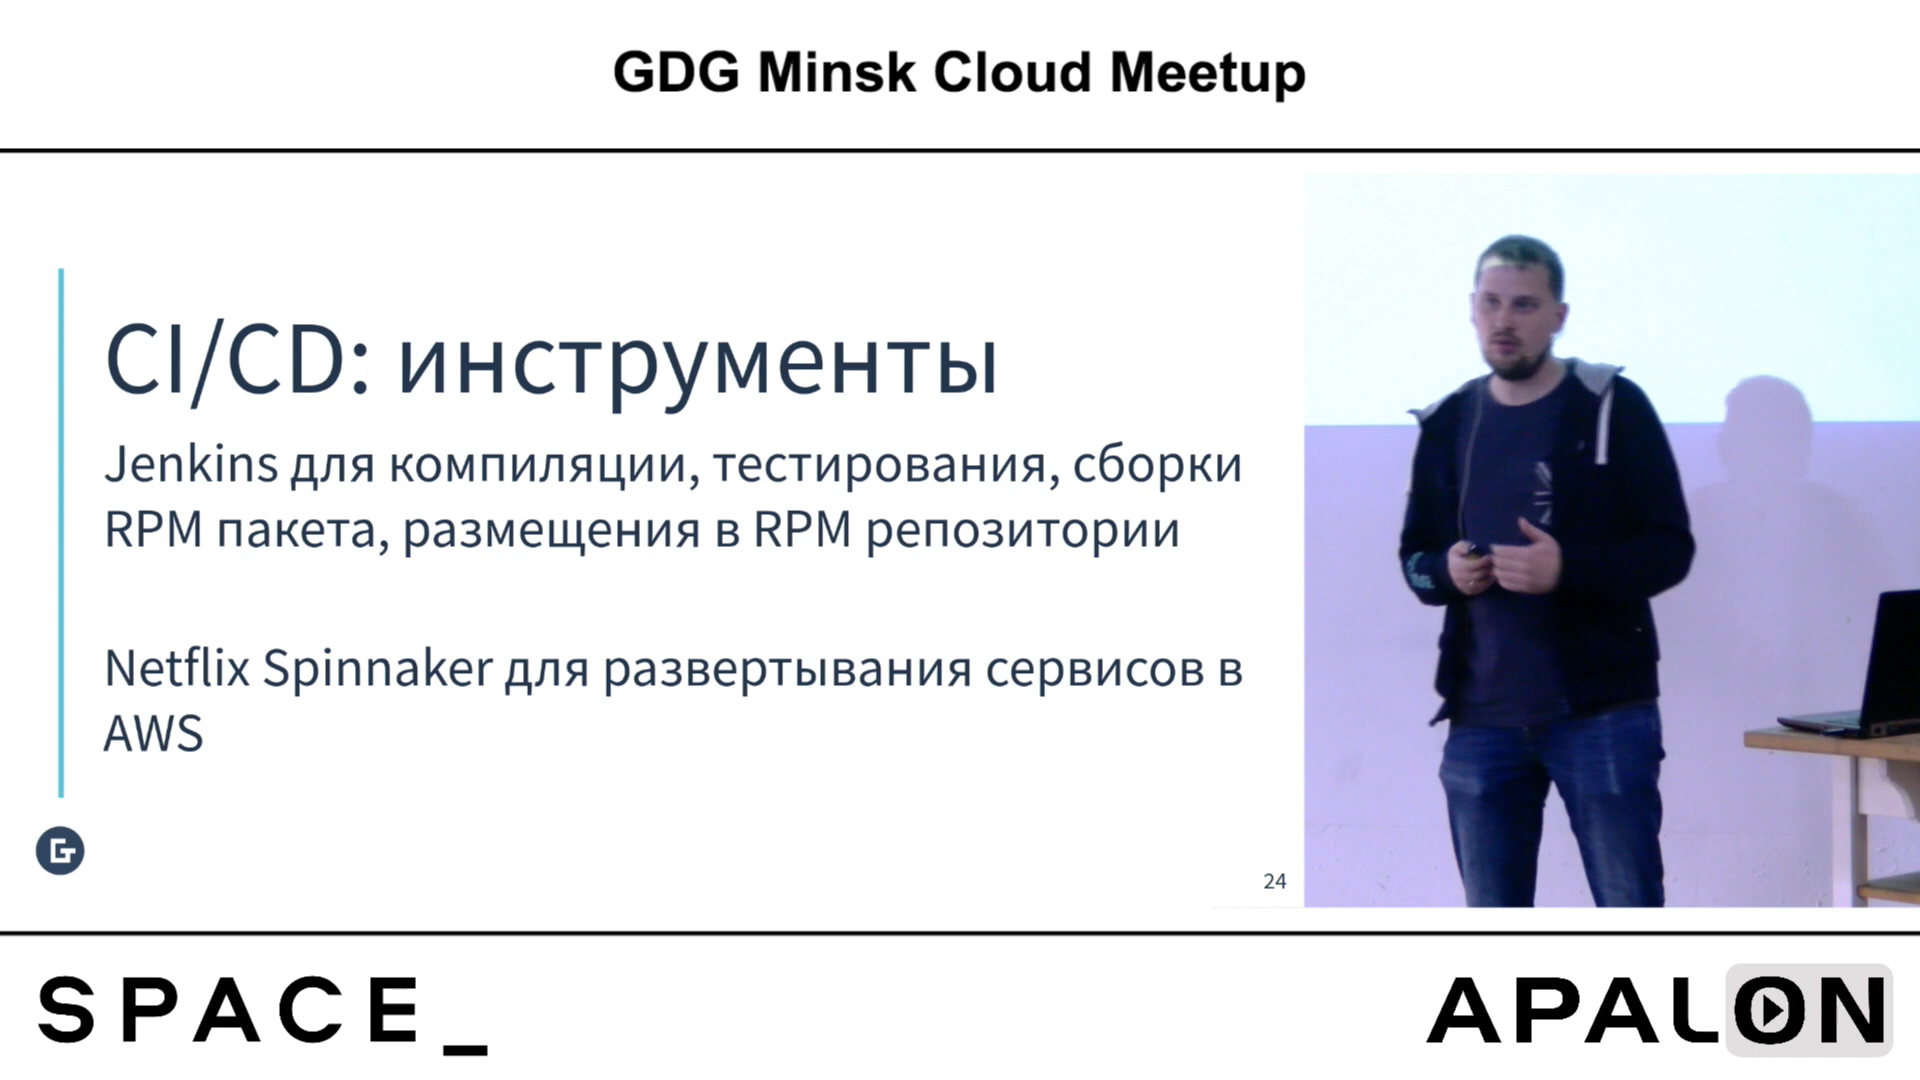 GDG Minsk Cloud Meetup
CI/CD: инструменты
Jenkins для компиляции, тестирования, сборки
RPM пакета, размещения в RPM репозитории
Netflix Spinnaker для развертывания сервисов в
AWS
24
SPACE_
APALON